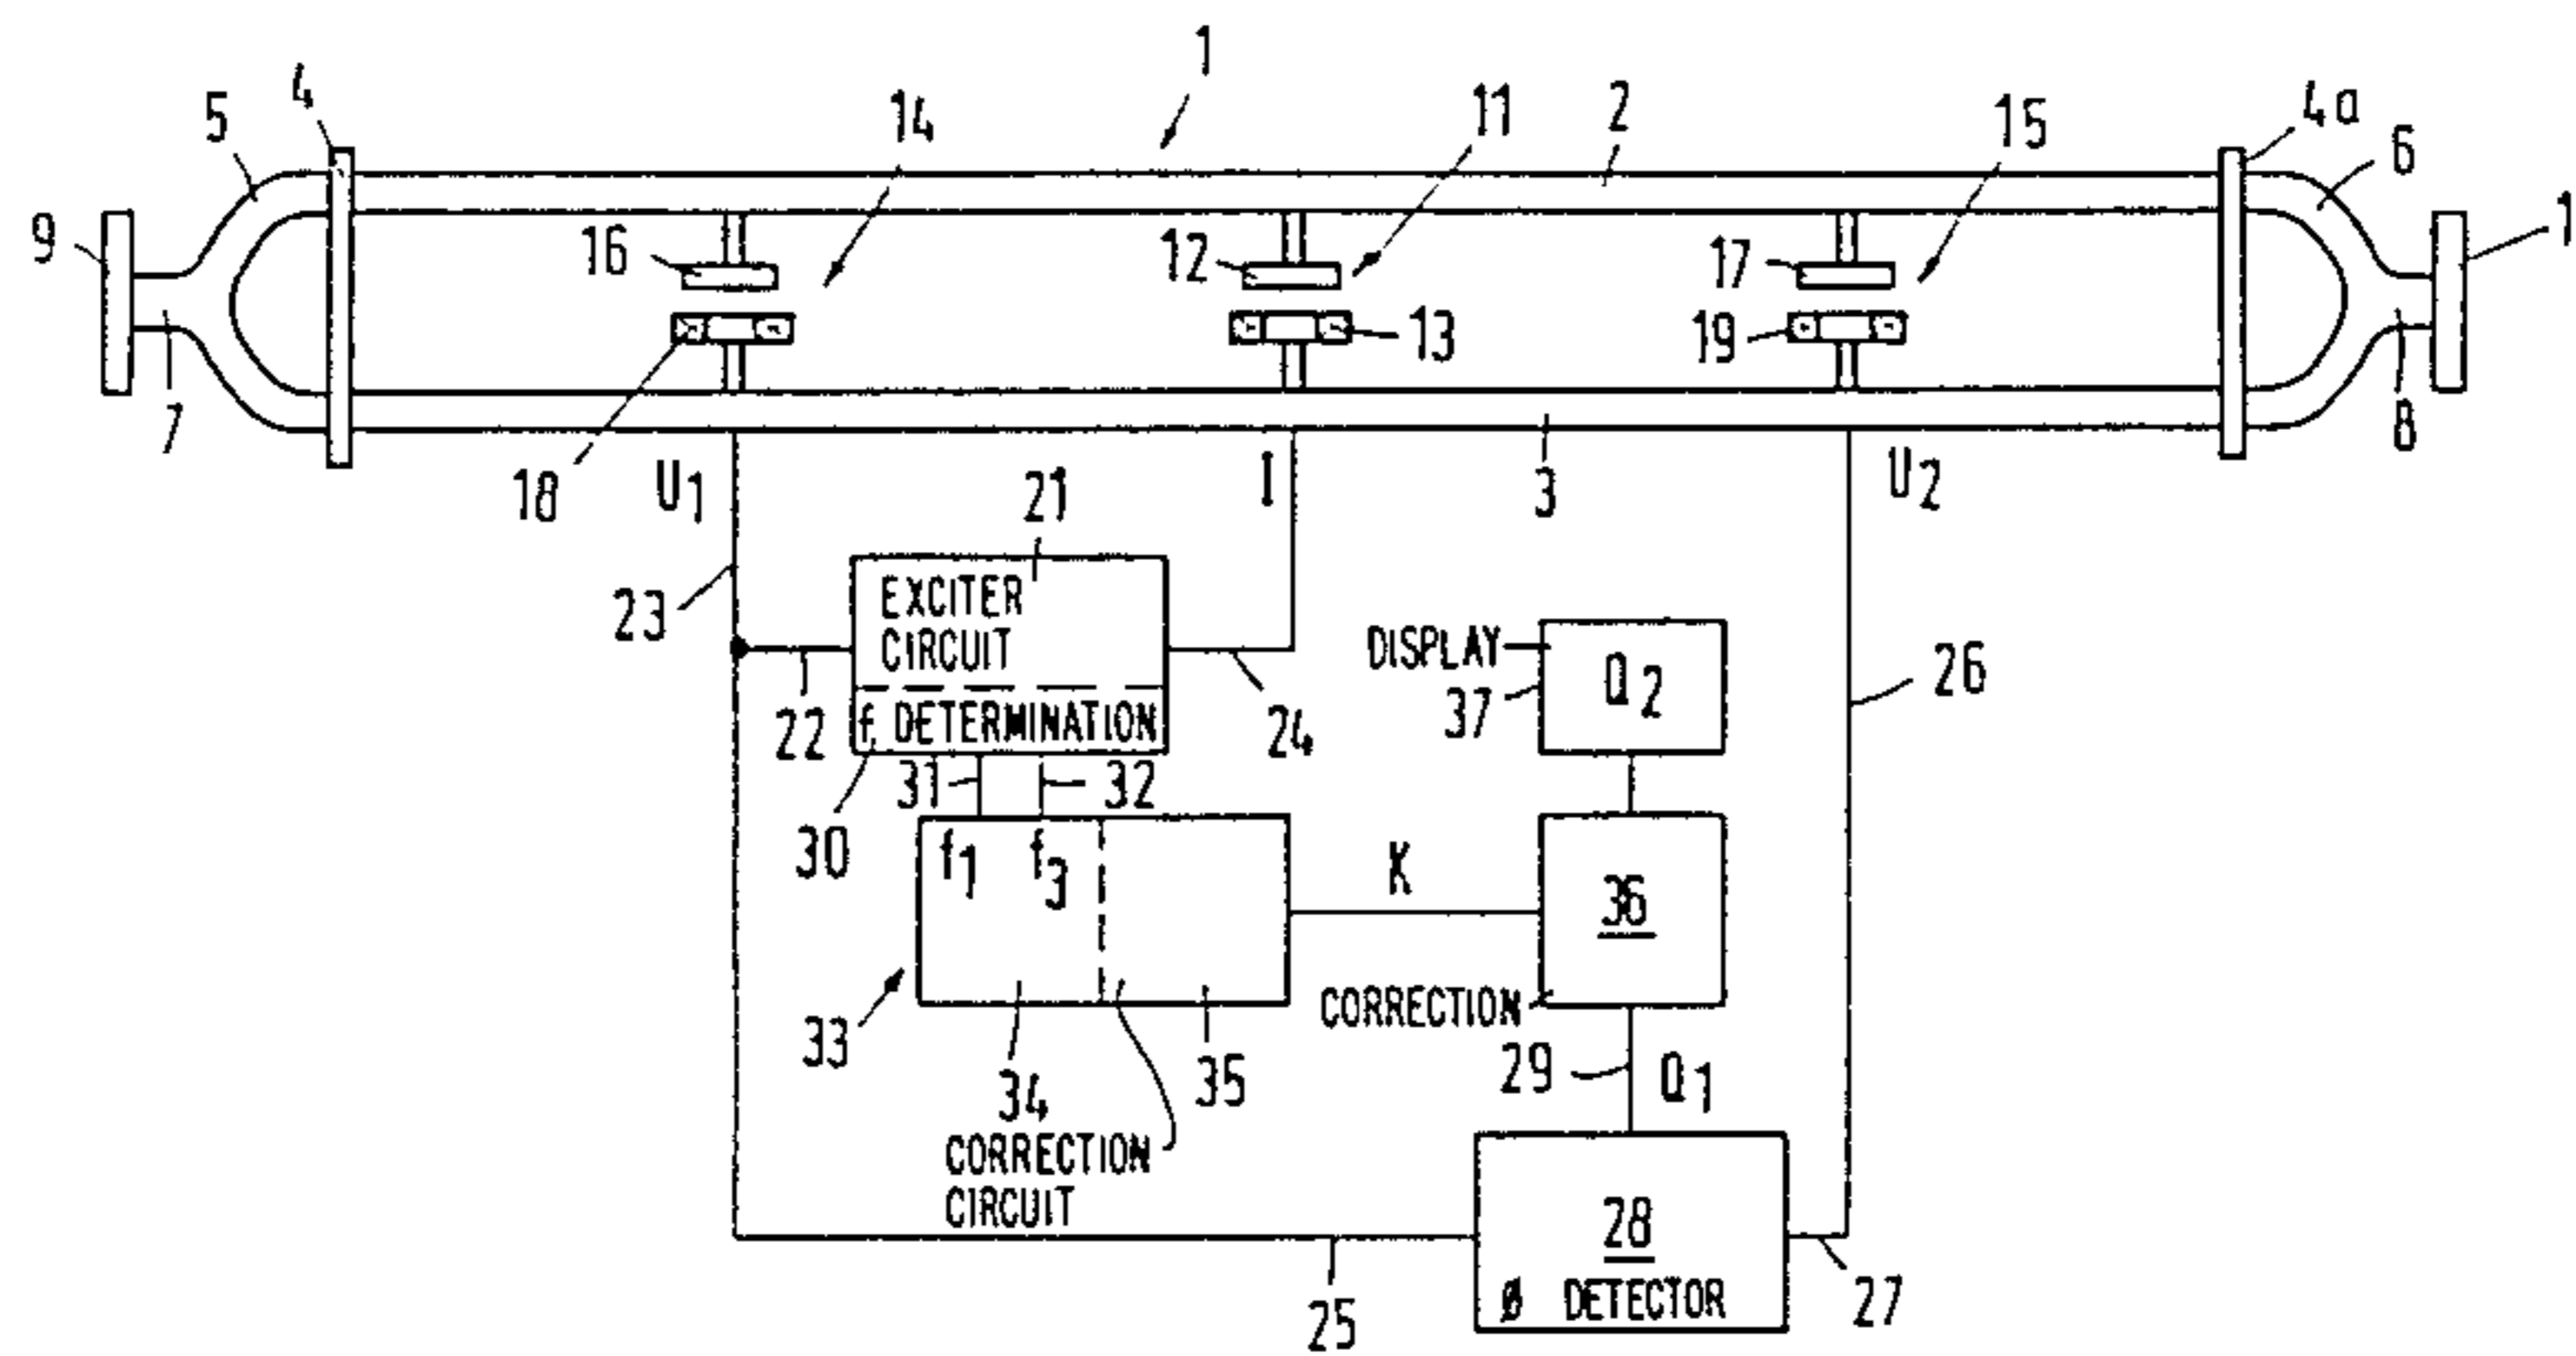 1
4
5
14
11
2
15
4a
6
9
16
12
17
1
18
13
19
7
8
U1
I
3
U2
21
23
EXCITER
CIRCUIT
22
24
f. DETERMINATION
DISPLAY
37
Q2
26
31
32
30
f1
f3
K
36
33
34
35
CORRECTION
29
Q1
CORRECTION
CIRCUIT
28
Ø DETECTOR
25
27